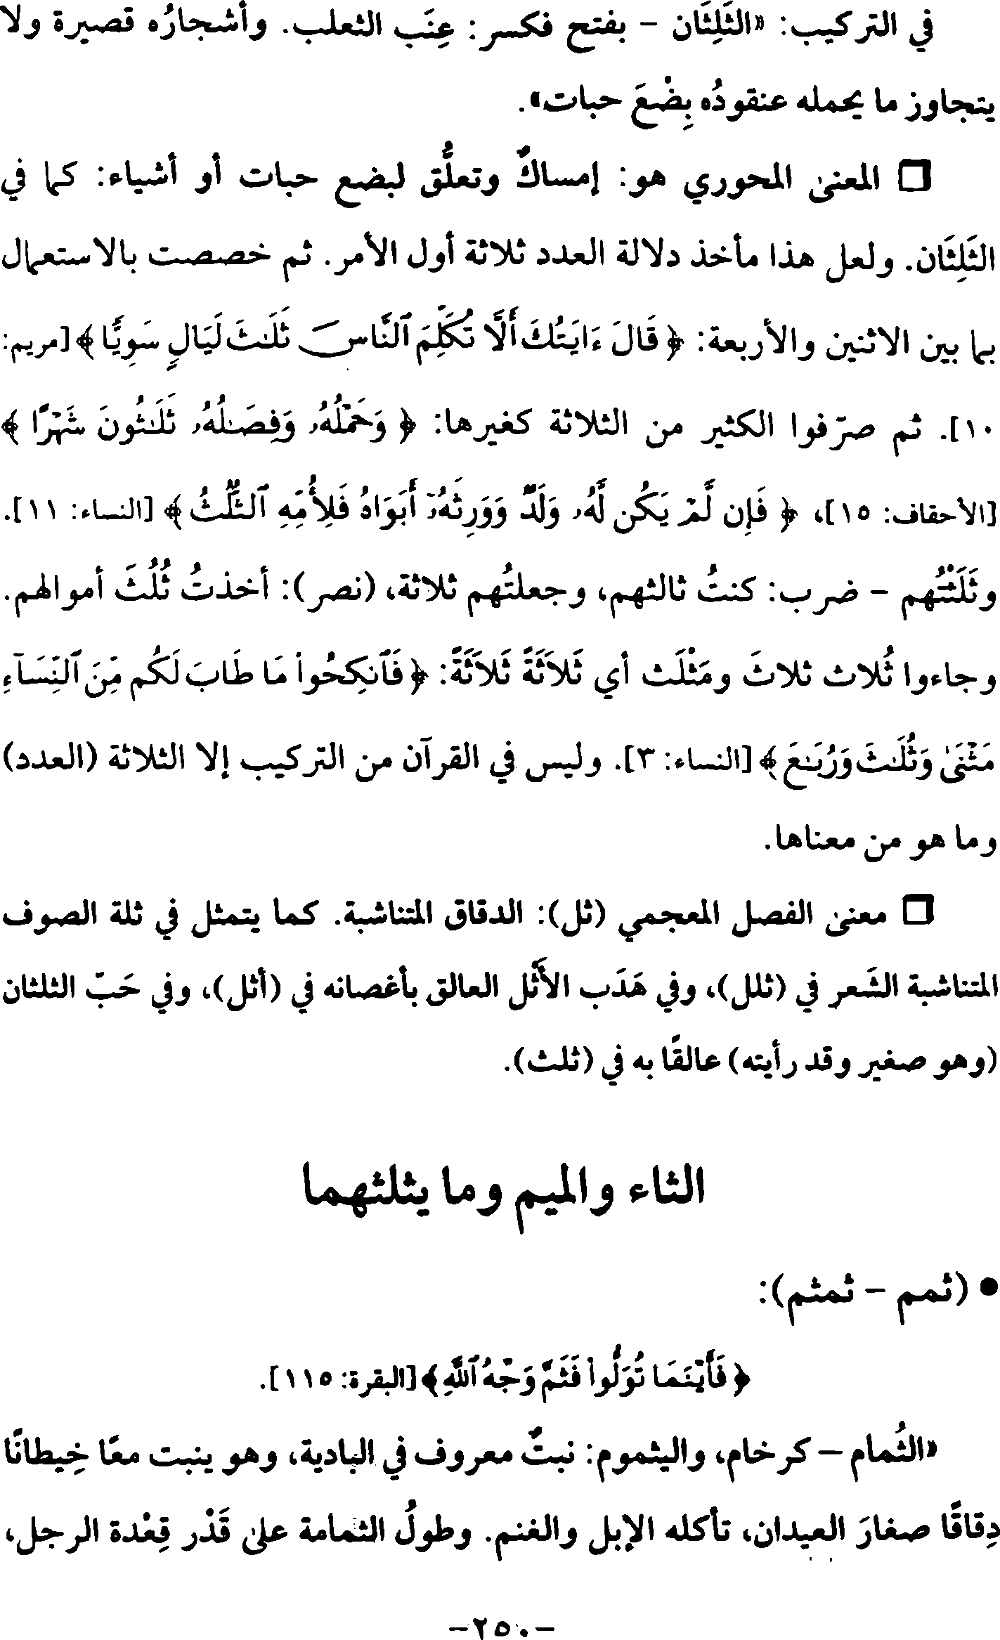 في التركيب: «الثَلِثَان – بفتح فكسر: عِنَب الثعلب. وأشجارُه قصيرة ولا
يتجاوز ما يحمله عنقودُه بِضْعَ حبات».
□ المعنى المحوري هو: إمساكٌ وتعلُّق لبضع حبات أو أشياء: كما في
الثَلِثَان. ولعل هذا مأخذ دلالة العدد ثلاثة أول الأمر. ثم خصصت بالاستعمال
بما بين الاثنين والأربعة: ﴿قَالَ ءَايَتُكَ أَلَّا تُكَلِّمَ ٱلنَّاسَ ثَلَٰثَ لَيَالٍ سَوِيًّا﴾ [مريم:
١٠]. ثم صرّفوا الكثير من الثلاثة كغيرها: ﴿وَحَمْلُهُۥ وَفِصَٰلُهُۥ ثَلَٰثُونَ شَهْرًا﴾
[الأحقاف: ١٥]، ﴿فَإِن لَّمْ يَكُن لَّهُۥ وَلَدٌ وَوَرِثَهُۥٓ أَبَوَاهُ فَلِأُمِّهِ ٱلثُّلُثُ﴾ [النساء: ١١].
وثَلَثْتُهم – ضرب: كنتُ ثالثهم، وجعلتُهم ثلاثة، (نصر): أخذتُ ثُلُثَ أموالهم.
وجاءوا ثُلاث ثلاثَ ومَثْلَث أي ثَلاثَةً ثَلاثَةً: ﴿فَٱنكِحُوا۟ مَا طَابَ لَكُم مِّنَ ٱلنِّسَآءِ
مَثْنَىٰ وَثُلَٰثَ وَرُبَٰعَ﴾ [النساء: ٣]. وليس في القرآن من التركيب إلا الثلاثة (العدد)
وما هو من معناها.
□ معنى الفصل المعجمي (ثل): الدقاق المتناشبة. كما يتمثل في ثلة الصوف
المتناشبة الشَعر في (ثلل)، وفي هَدَب الأَثْل العالق بأغصانه في (أثل)، وفي حَبّ الثلثان
(وهو صغير وقد رأيته) عالقًا به في (ثلث).
الثاء والميم وما يثلثهما
• (ثمم – ثمثم):
﴿فَأَيْنَمَا تُوَلُّوا۟ فَثَمَّ وَجْهُ ٱللَّهِ﴾ [البقرة: ١١٥].
«الثُمام – كرخام، واليثموم: نبتٌ معروف في البادية، وهو ينبت معًا خِيطانًا
دِقاقًا صغارَ العيدان، تأكله الإبل والغنم. وطولُ الثمامة على قَدْر قِعْدة الرجل،
-٢٥٠-